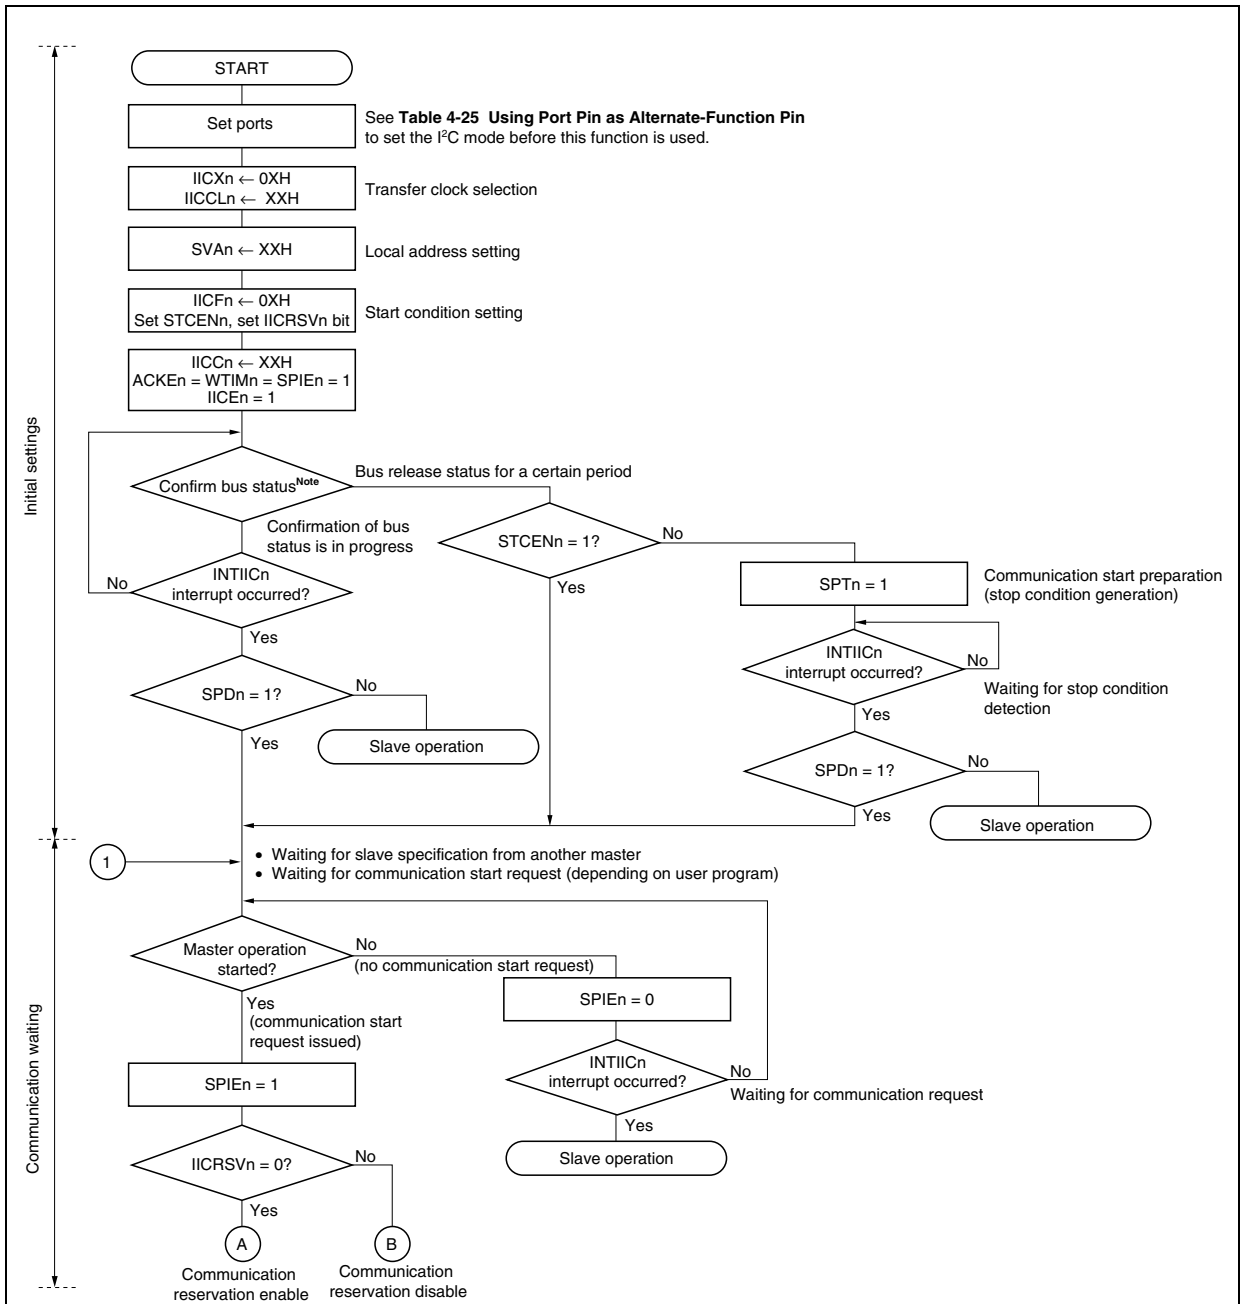 START
Set ports
See Table 4-25 Using Port Pin as Alternate-Function Pin
to set the I²C mode before this function is used.
IICXn ← 0XH
IICCLn ← XXH
Transfer clock selection
SVAn ← XXH
Local address setting
IICFn ← 0XH
Set STCENn, set IICRSVn bit
Start condition setting
IICCn ← XXH
ACKEn = WTIMn = SPIEn = 1
IICEn = 1
Initial settings
Confirm bus statusNote
Bus release status for a certain period
Confirmation of bus
status is in progress
STCENn = 1?
No
Yes
INTIICn
interrupt occurred?
No
Yes
SPTn = 1
Communication start preparation
(stop condition generation)
INTIICn
interrupt occurred?
No
Waiting for stop condition
detection
Yes
SPDn = 1?
No
Yes
Slave operation
SPDn = 1?
No
Yes
Slave operation
1
• Waiting for slave specification from another master
• Waiting for communication start request (depending on user program)
Communication waiting
Master operation
started?
No
(no communication start request)
Yes
(communication start
request issued)
SPIEn = 0
INTIICn
interrupt occurred?
No
Waiting for communication request
Yes
Slave operation
SPIEn = 1
IICRSVn = 0?
No
Yes
A
B
Communication
reservation enable
Communication
reservation disable